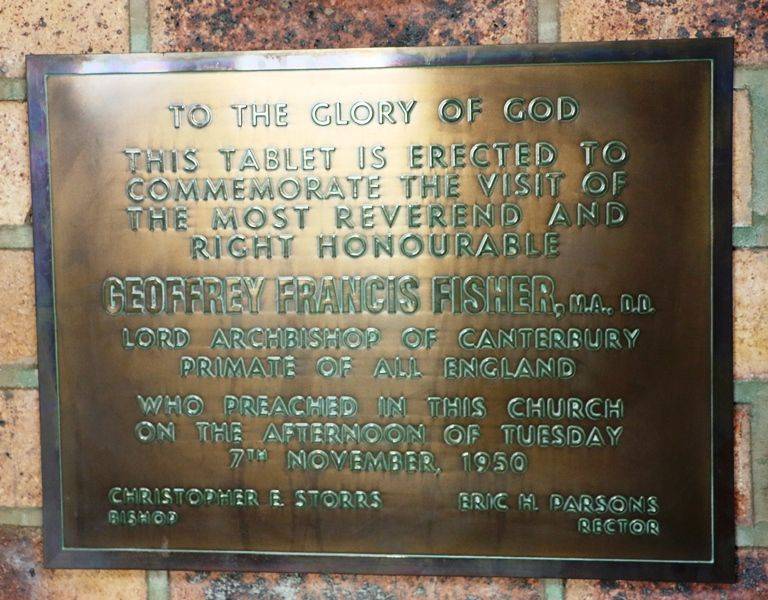 TO THE GLORY OF GOD
THIS TABLET IS ERECTED TO
COMMEMORATE THE VISIT OF
THE MOST REVEREND AND
RIGHT HONOURABLE
GEOFFREY FRANCIS FISHER, M.A., D.D.
LORD ARCHBISHOP OF CANTERBURY
PRIMATE OF ALL ENGLAND
WHO PREACHED IN THIS CHURCH
ON THE AFTERNOON OF TUESDAY
7TH NOVEMBER, 1950
CHRISTOPHER E. STORRS ERIC H. PARSONS
BISHOP RECTOR